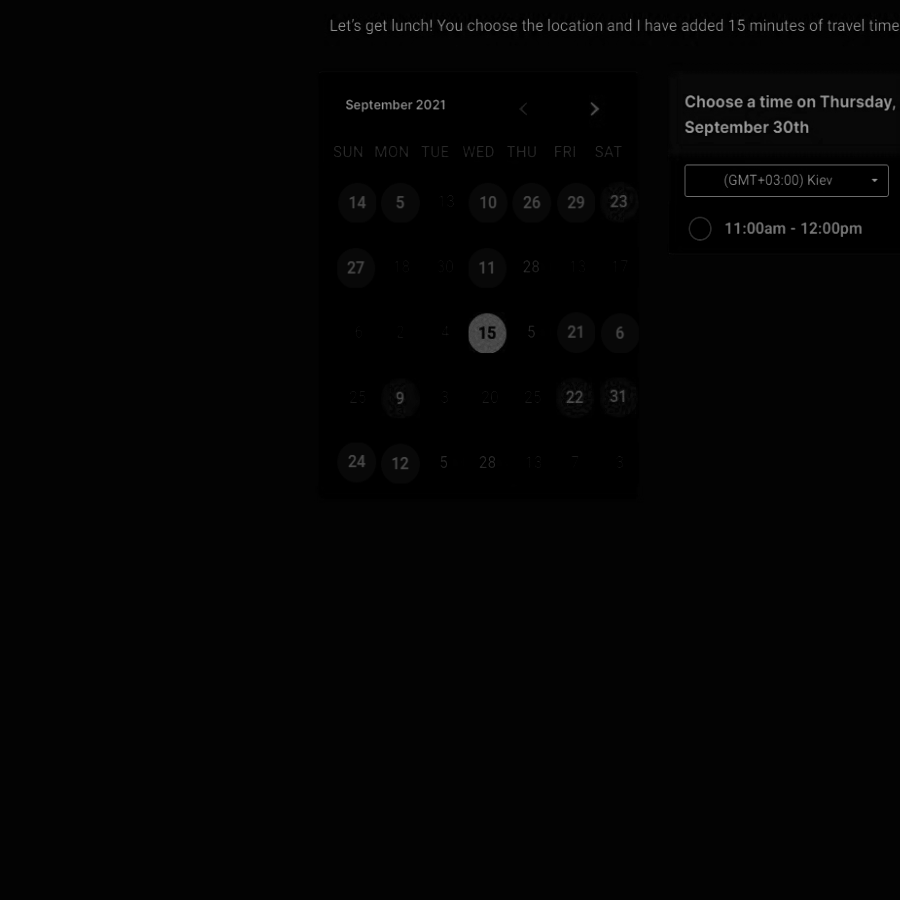 Let's get lunch! You choose the location and I have added 15 minutes of travel time
September 2021
SUN MON TUE WED THU FRI SAT
14 5 13 10 26 29 23
27 18 30 11 28 13 17
6 2 4 15 5 21 6
25 9 3 20 25 22 31
24 12 5 28 13 7 3
Choose a time on Thursday,
September 30th
(GMT+03:00) Kiev
11:00am - 12:00pm